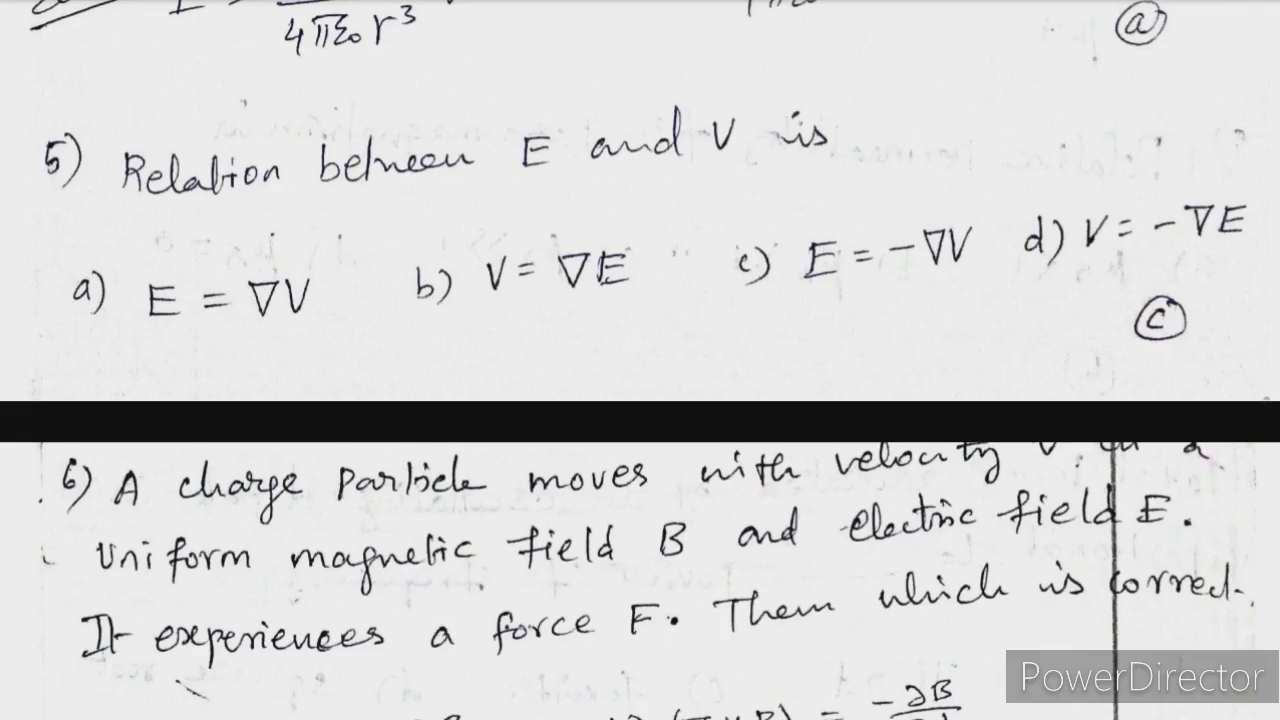 4πε₀r³
(a)
5) Relation between E and V is
a) E = ∇V b) V = ∇E c) E = -∇V d) V = -∇E
(c)
6) A charge Particle moves with velocity
Uniform magnetic field B and electric field E.
It experiences a force F. Them which is correct.
= -∂B
PowerDirector